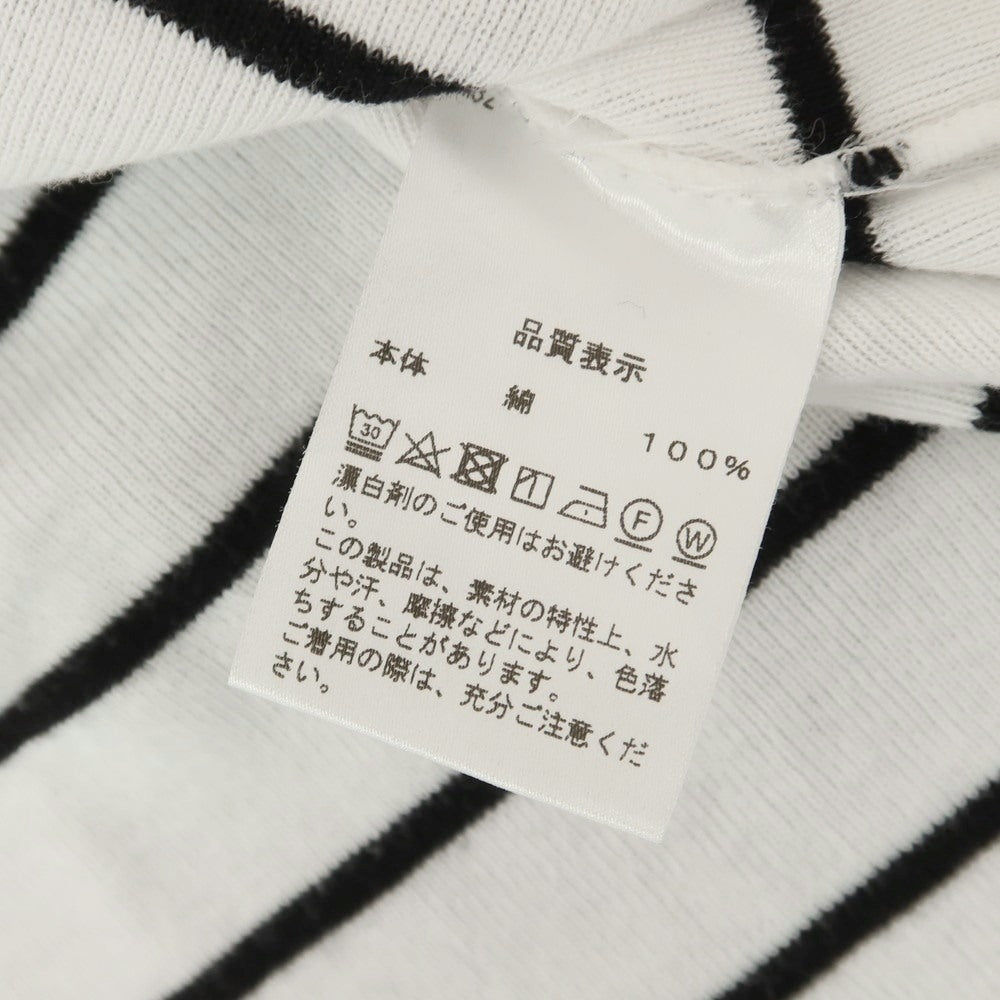 品質表示
本体
綿
100%
30
F
W
漂白剤のご使用はお避けくださ
い。
この製品は、素材の特性上、水
分や汗、摩擦などにより、色落
ちすることがあります。
ご着用の際は、充分ご注意くだ
さい。